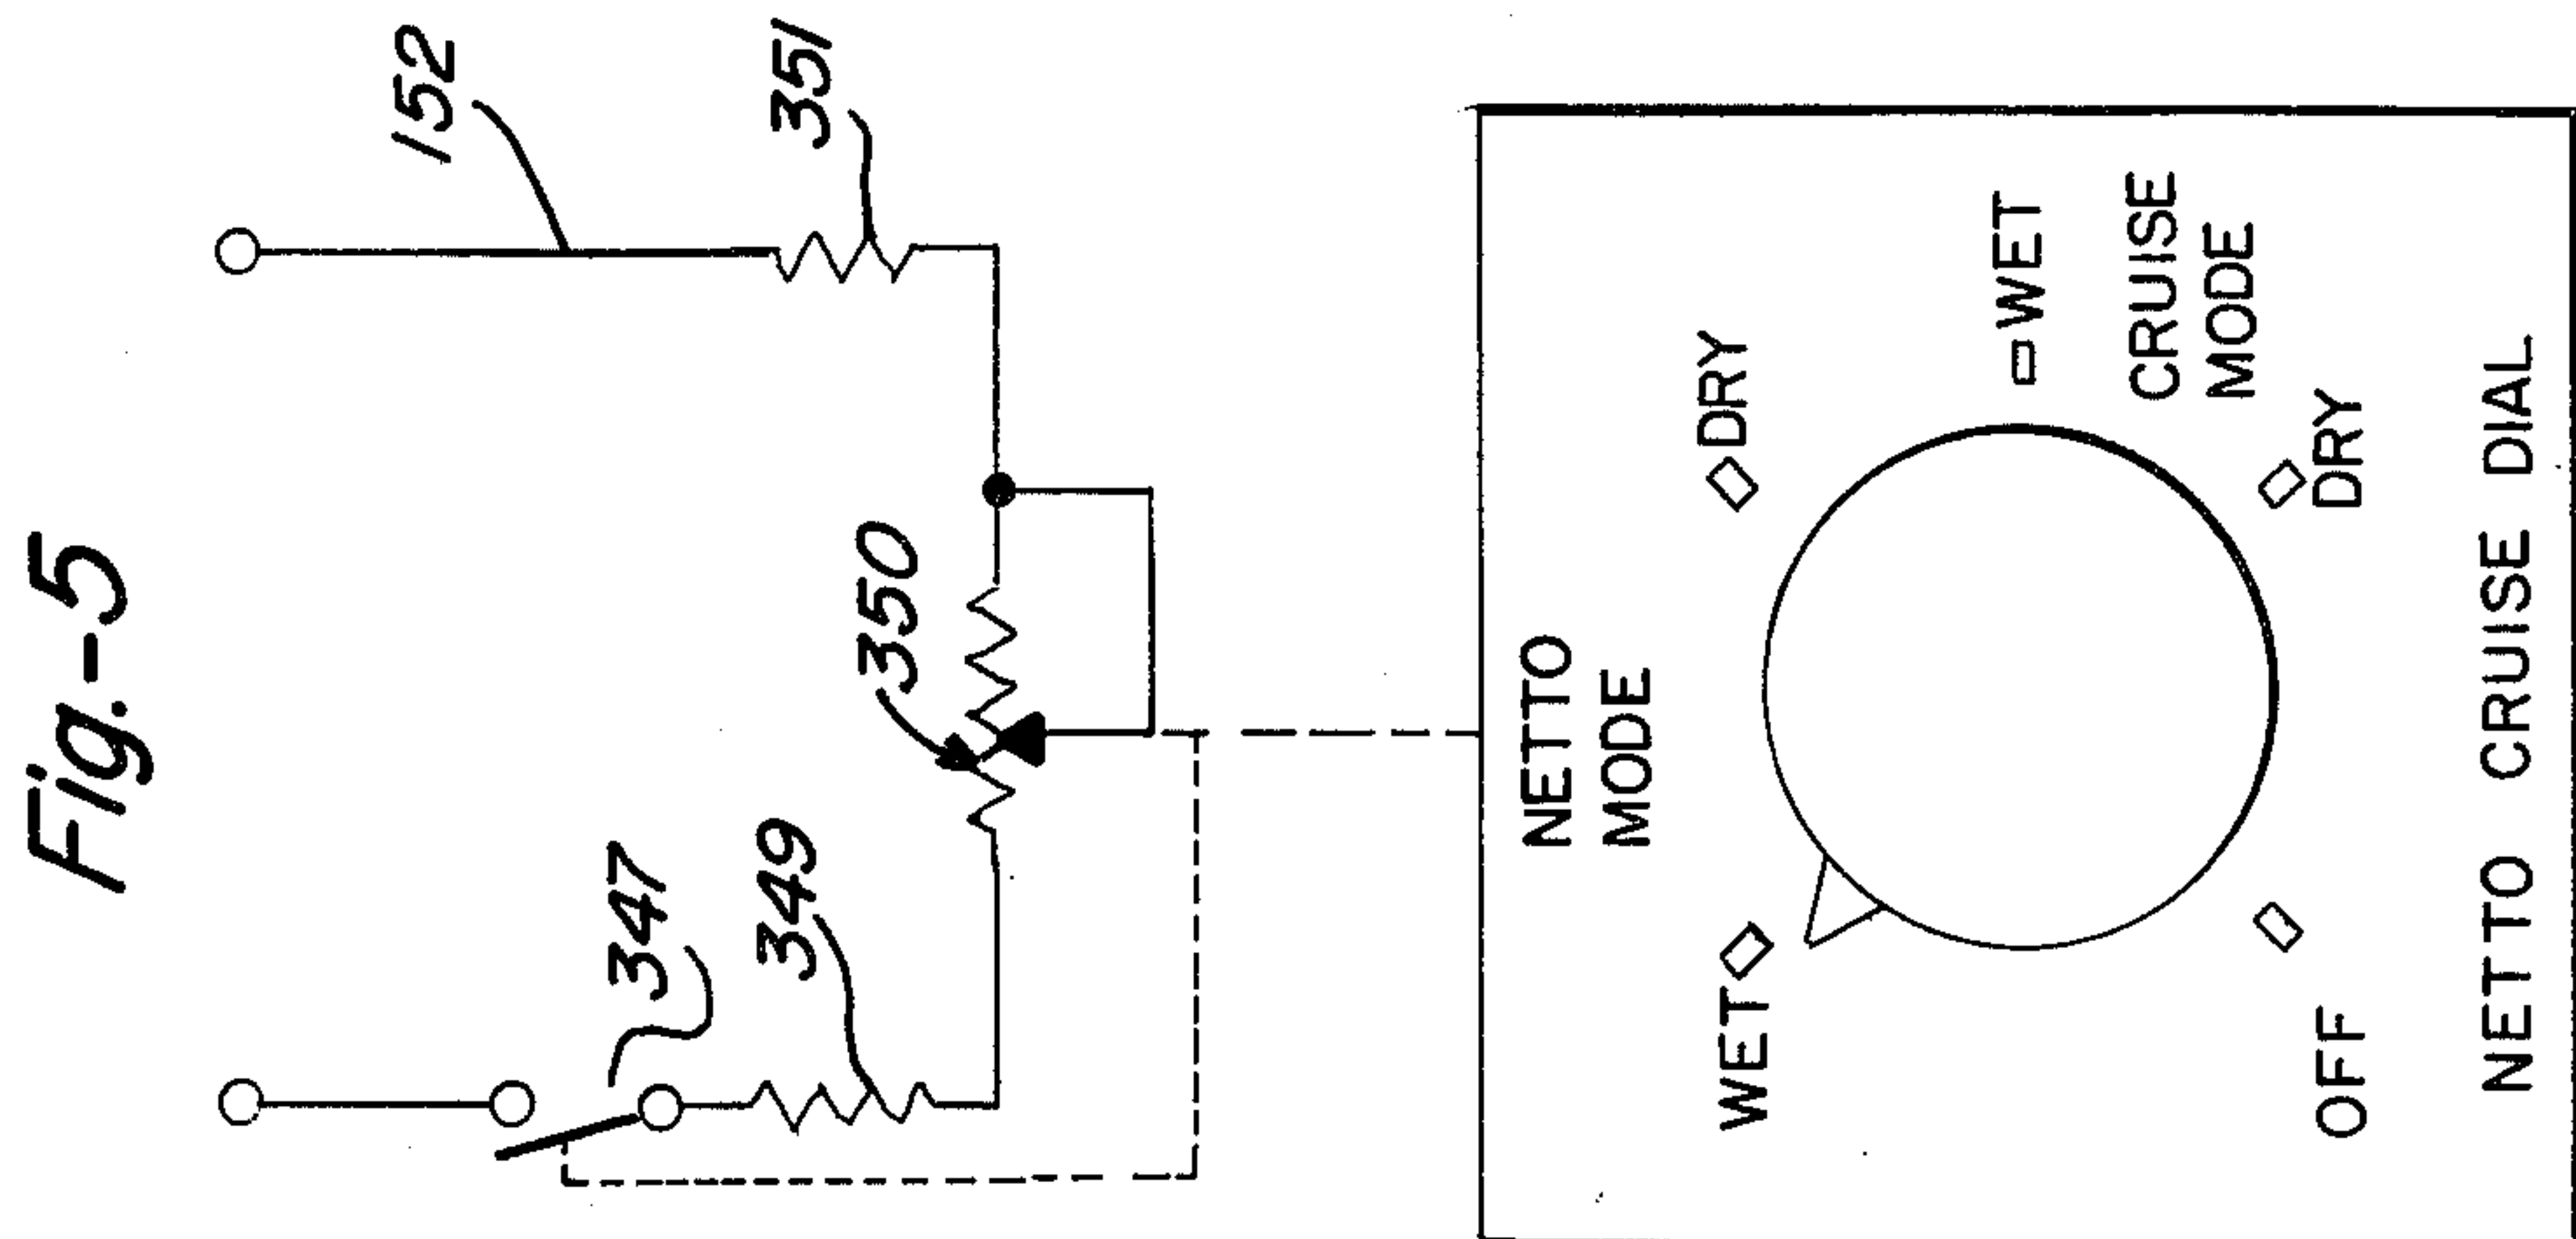 Fig.-5
152
351
347
349
350
NETTO
MODE
WET
DRY
WET
CRUISE
MODE
OFF
DRY
NETTO CRUISE DIAL